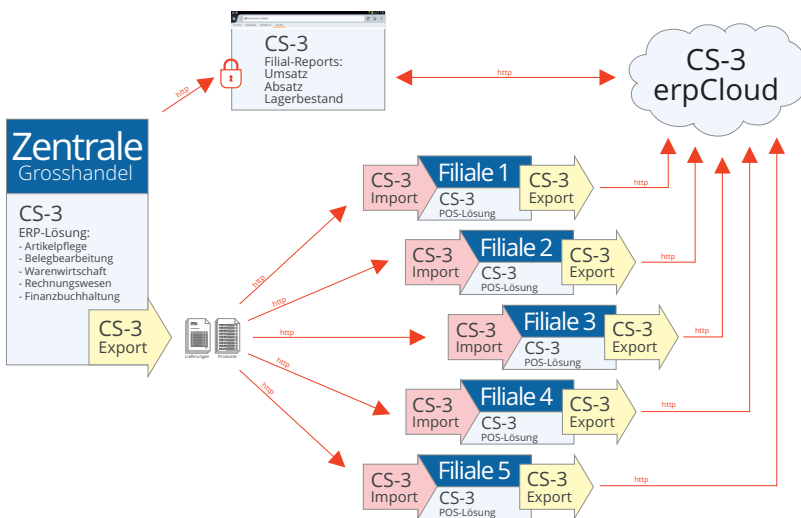 CS-3
Filial-Reports:
Umsatz
Absatz
Lagerbestand
http
http
CS-3
erpCloud
Zentrale
Grosshandel
CS-3
ERP-Lösung:
- Artikelpflege
- Belegbearbeitung
- Warenwirtschaft
- Rechnungswesen
- Finanzbuchhaltung
CS-3
Export
Lieferungen
Produkte
http
http
http
http
http
CS-3
Import
Filiale 1
CS-3
POS-Lösung
CS-3
Export
http
CS-3
Import
Filiale 2
CS-3
POS-Lösung
CS-3
Export
http
CS-3
Import
Filiale 3
CS-3
POS-Lösung
CS-3
Export
http
CS-3
Import
Filiale 4
CS-3
POS-Lösung
CS-3
Export
http
CS-3
Import
Filiale 5
CS-3
POS-Lösung
CS-3
Export
http